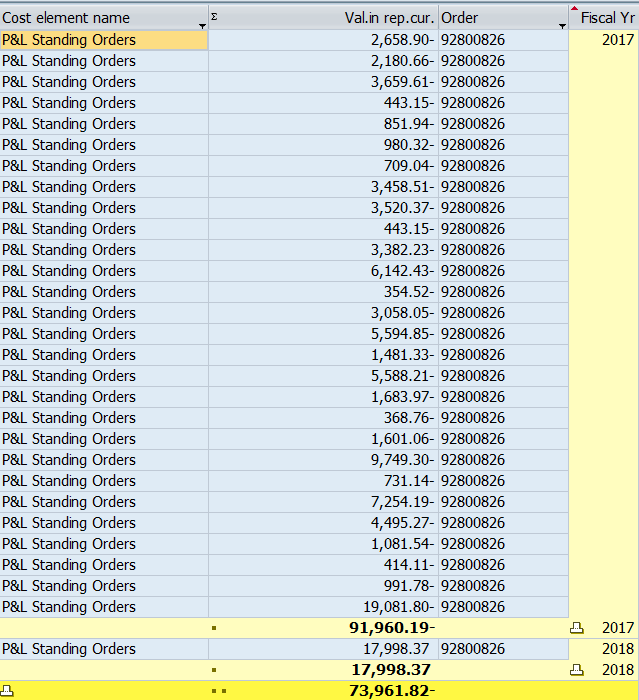 Cost element name Σ Val.in rep.cur. Order Fiscal Yr
P&L Standing Orders 2,658.90- 92800826 2017
P&L Standing Orders 2,180.66- 92800826
P&L Standing Orders 3,659.61- 92800826
P&L Standing Orders 443.15- 92800826
P&L Standing Orders 851.94- 92800826
P&L Standing Orders 980.32- 92800826
P&L Standing Orders 709.04- 92800826
P&L Standing Orders 3,458.51- 92800826
P&L Standing Orders 3,520.37- 92800826
P&L Standing Orders 443.15- 92800826
P&L Standing Orders 3,382.23- 92800826
P&L Standing Orders 6,142.43- 92800826
P&L Standing Orders 354.52- 92800826
P&L Standing Orders 3,058.05- 92800826
P&L Standing Orders 5,594.85- 92800826
P&L Standing Orders 1,481.33- 92800826
P&L Standing Orders 5,588.21- 92800826
P&L Standing Orders 1,683.97- 92800826
P&L Standing Orders 368.76- 92800826
P&L Standing Orders 1,601.06- 92800826
P&L Standing Orders 9,749.30- 92800826
P&L Standing Orders 731.14- 92800826
P&L Standing Orders 7,254.19- 92800826
P&L Standing Orders 4,495.27- 92800826
P&L Standing Orders 1,081.54- 92800826
P&L Standing Orders 414.11- 92800826
P&L Standing Orders 991.78- 92800826
P&L Standing Orders 19,081.80- 92800826
91,960.19- 2017
P&L Standing Orders 17,998.37 92800826 2018
17,998.37 2018
73,961.82-